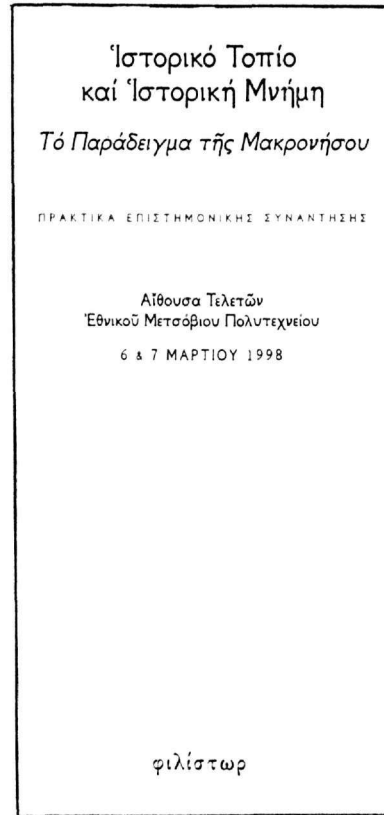 Ἱστορικό Τοπίο
καί Ἱστορική Μνήμη
Τό Παράδειγμα τῆς Μακρονήσου
ΠΡΑΚΤΙΚΑ ΕΠΙΣΤΗΜΟΝΙΚΗΣ ΣΥΝΑΝΤΗΣΗΣ
Αἴθουσα Τελετῶν
Ἐθνικοῦ Μετσόβιου Πολυτεχνείου
6 & 7 ΜΑΡΤΙΟΥ 1998
φιλίστωρ